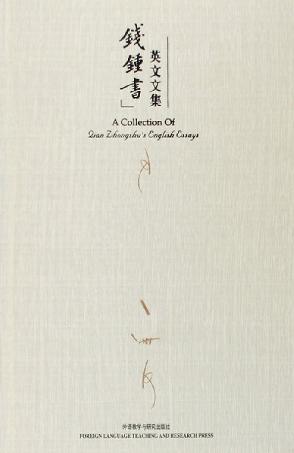 錢鍾書
英文文集
A Collection Of
Qian Zhongshu's English Essays
外语教学与研究出版社
FOREIGN LANGUAGE TEACHING AND RESEARCH PRESS